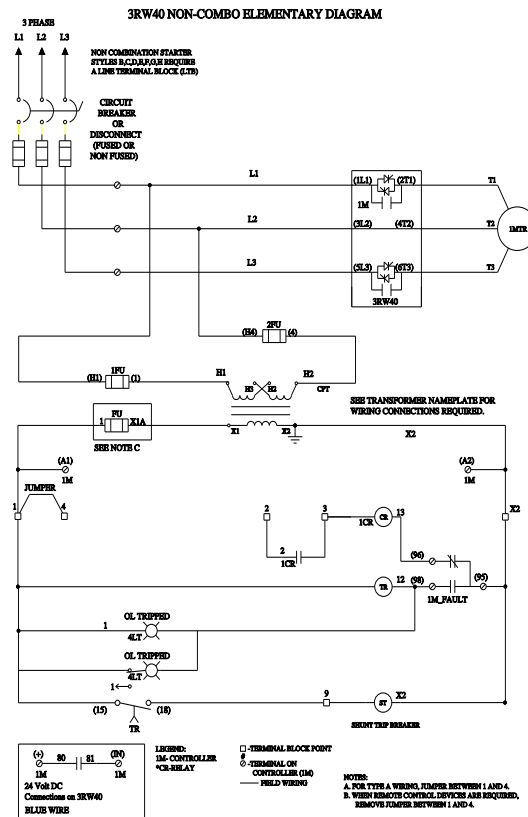 3RW40 NON-COMBO ELEMENTARY DIAGRAM
3 PHASE
L1 L2 L3
NON COMBINATION STARTER
STYLES B,C,D,E,F,G,H REQUIRE
A LINE TERMINAL BLOCK (LTB)
CIRCUIT
BREAKER
OR
DISCONNECT
(FUSED OR
NON FUSED)
L1 (1L1) (2T1) T1
1M
L2 (3L2) (4T2) T2 1MTR
L3 (5L3) (6T3) T3
3RW40
2FU
(H4) (4)
1FU
(H1) (1)
H1 H3 H2 H2
CPT
SEE TRANSFORMER NAMEPLATE FOR
WIRING CONNECTIONS REQUIRED.
FU
1 X1A
X1 X2 X2
SEE NOTE C
(A1) (A2)
1M 1M
JUMPER
1 4 2 3 CR 13 X2
1CR
2
1CR
(96)
TR 12 (98) (95)
1M_FAULT
OL TRIPPED
1
4LT
OL TRIPPED
4LT
1
(15) (18) 9 ST X2
TR
SHUNT TRIP BREAKER
(+) 80 81 (IN)
1M 1M
24 Volt DC
Connections on 3RW40
BLUE WIRE
LEGEND:
1M- CONTROLLER
*CR-RELAY
-TERMINAL BLOCK POINT
#
-TERMINAL ON
CONTROLLER (1M)
FIELD WIRING
NOTES:
A. FOR TYPE A WIRING, JUMPER BETWEEN 1 AND 4.
B. WHEN REMOTE CONTROL DEVICES ARE REQUIRED,
REMOVE JUMPER BETWEEN 1 AND 4.